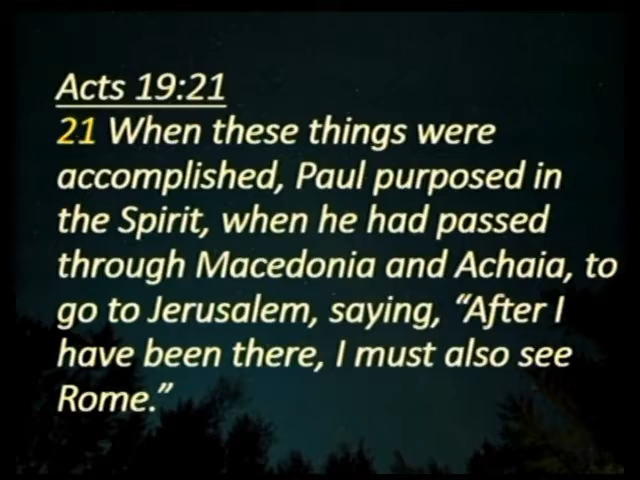 Acts 19:21
21 When these things were
accomplished, Paul purposed in
the Spirit, when he had passed
through Macedonia and Achaia, to
go to Jerusalem, saying, “After I
have been there, I must also see
Rome.”